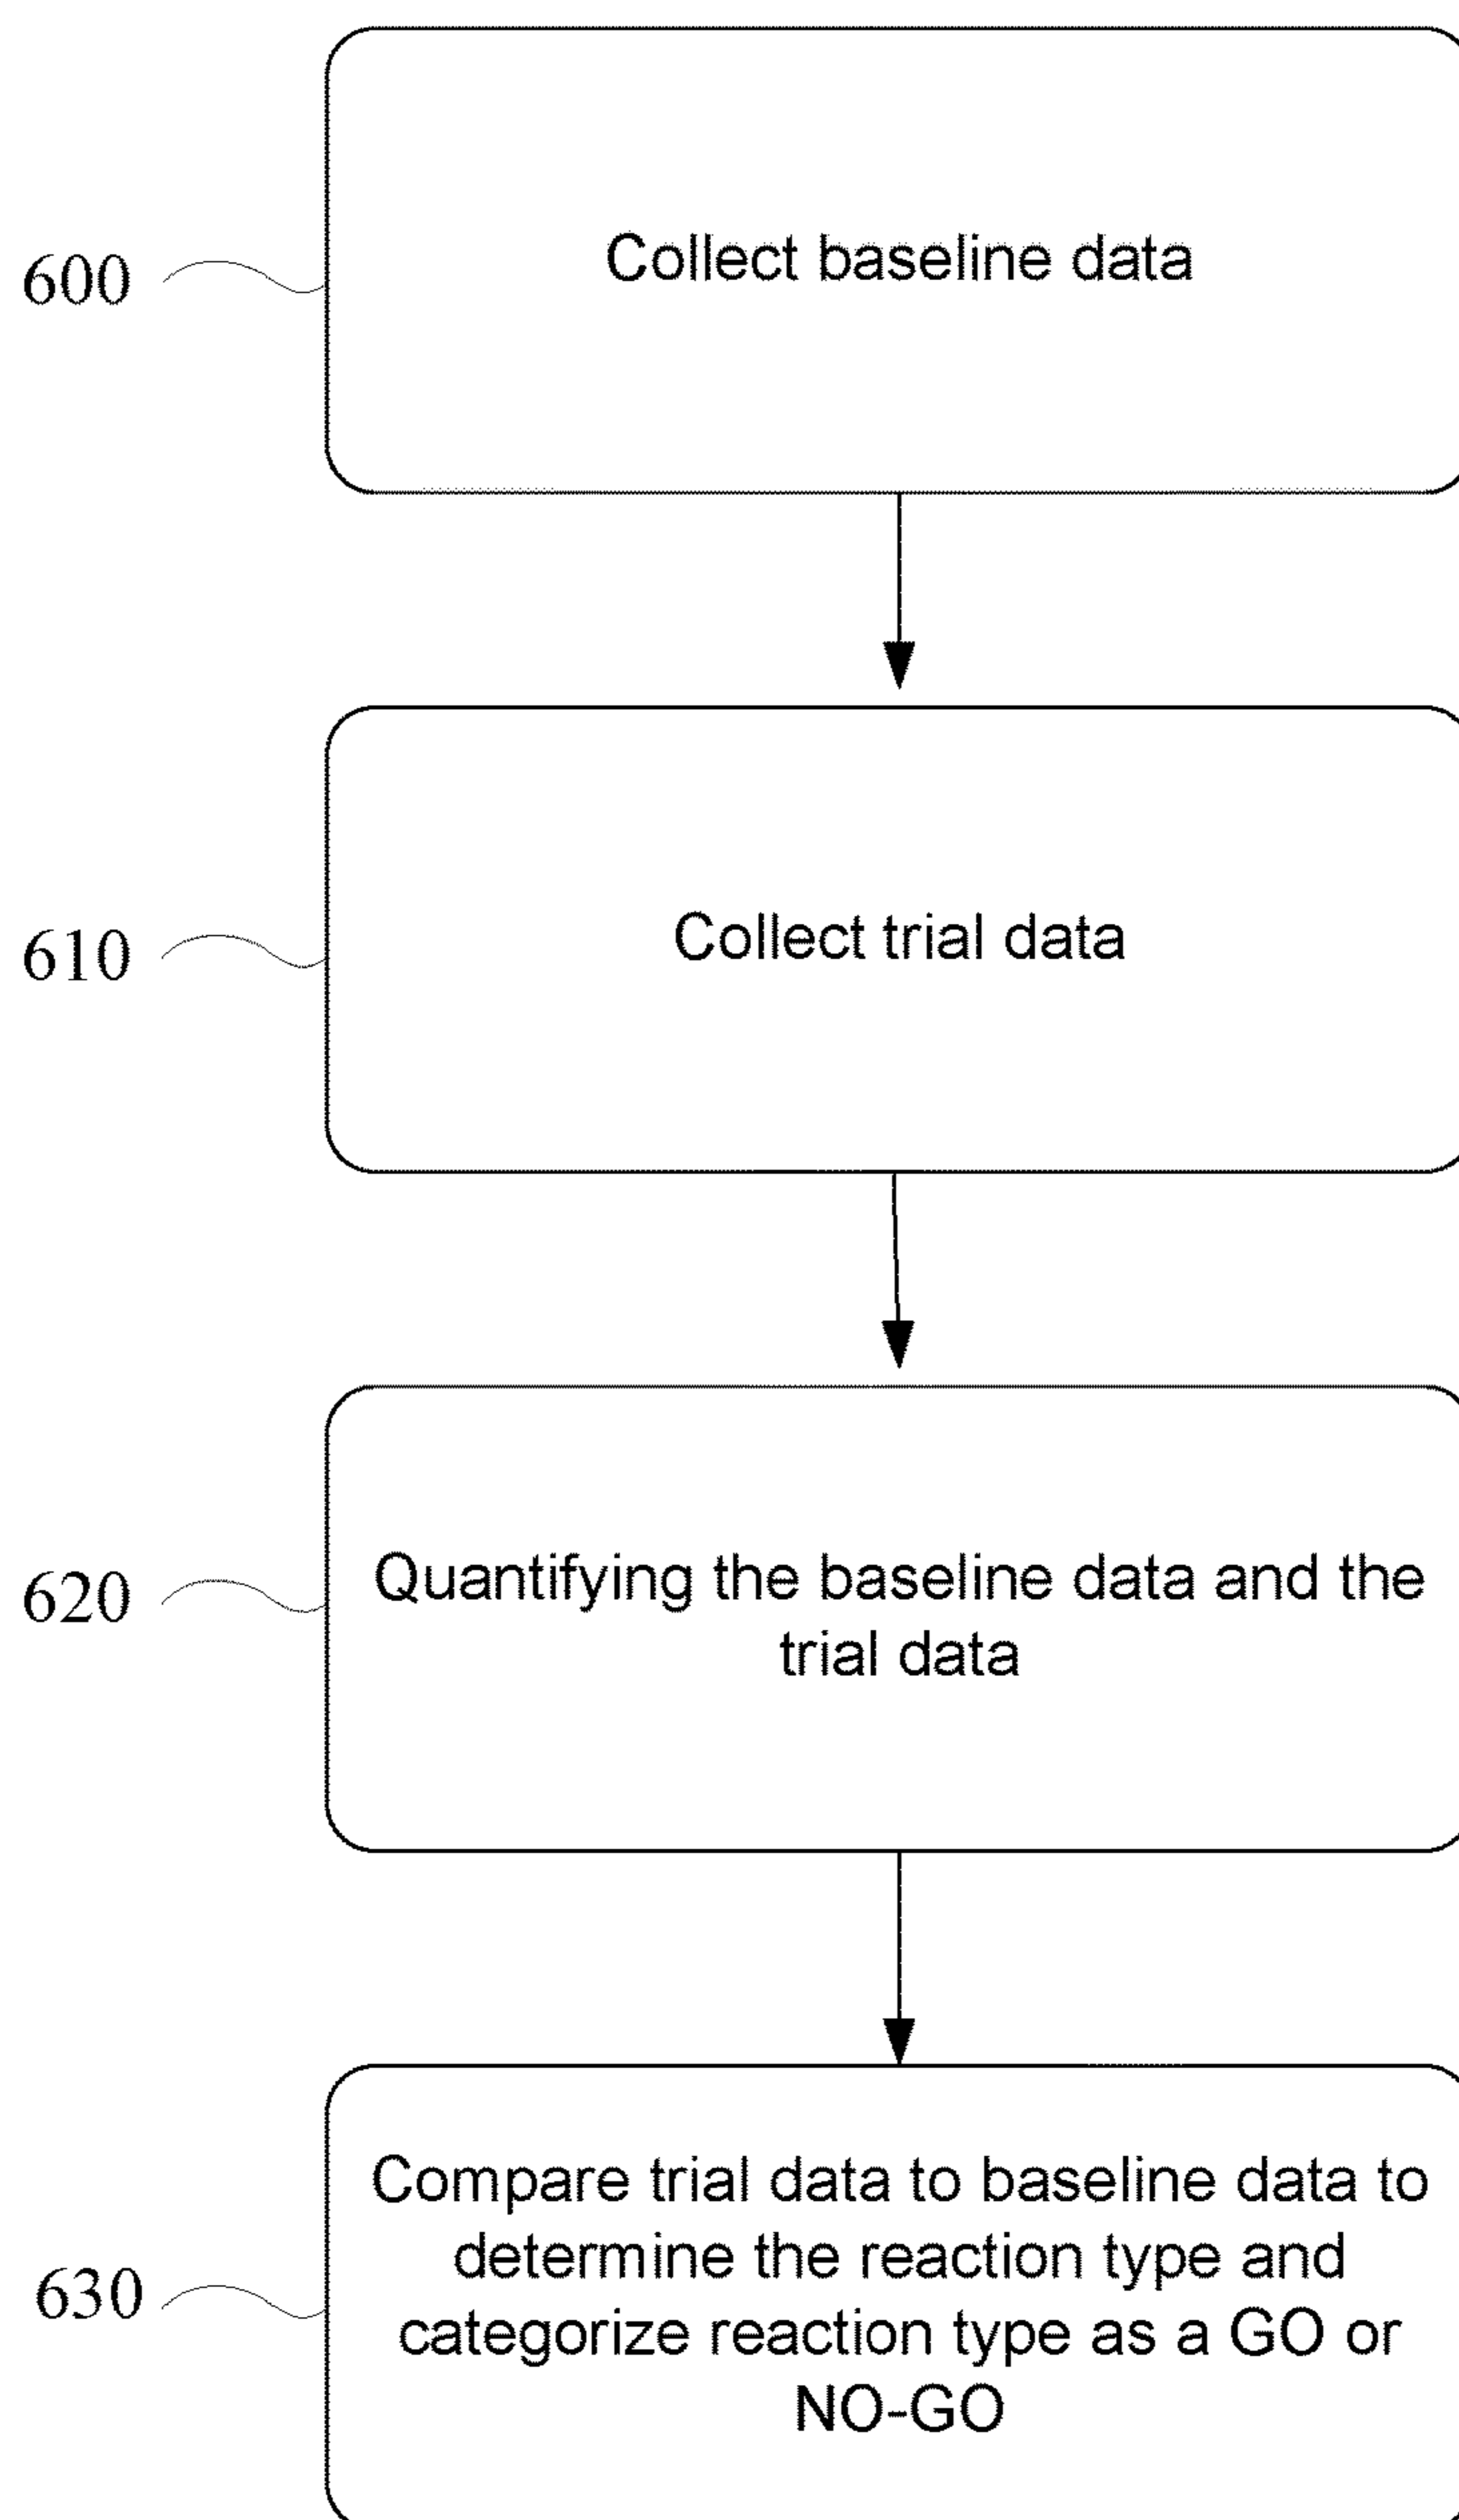 600
Collect baseline data
610
Collect trial data
620
Quantifying the baseline data and the
trial data
630
Compare trial data to baseline data to
determine the reaction type and
categorize reaction type as a GO or
NO-GO